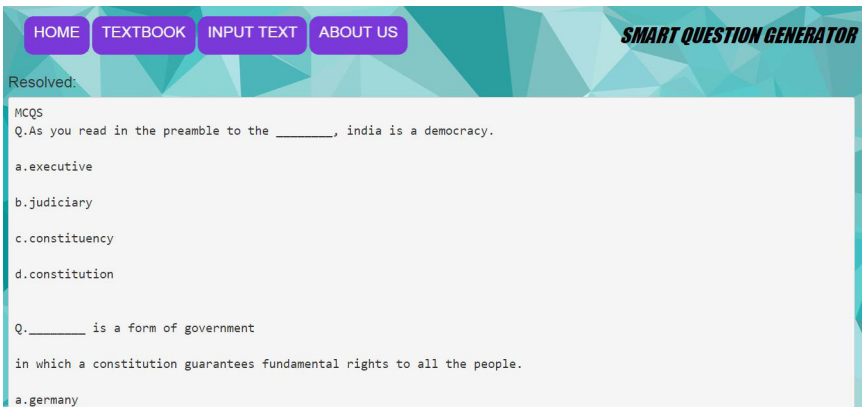 HOME TEXTBOOK INPUT TEXT ABOUT US SMART QUESTION GENERATOR
Resolved:
MCQS
Q.As you read in the preamble to the ________, india is a democracy.
a.executive
b.judiciary
c.constituency
d.constitution
Q.________ is a form of government
in which a constitution guarantees fundamental rights to all the people.
a.germany